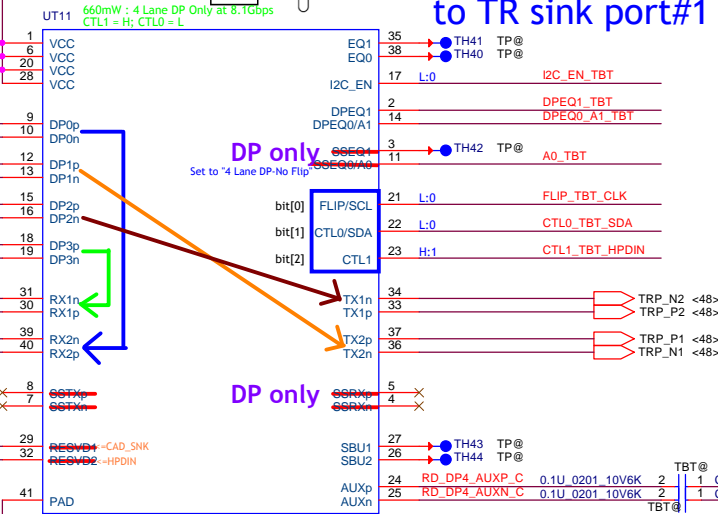 to TR sink port#1
660mW : 4 Lane DP Only at 8.1Gbps
CTL1 = H; CTL0 = L
UT11
1 VCC
6 VCC
20 VCC
28 VCC
EQ1 35 TH41 TP@
EQ0 38 TH40 TP@
I2C_EN 17 L:0 I2C_EN_TBT
9 DP0p
10 DP0n
DPEQ1 2 DPEQ1_TBT
DPEQ0/A1 14 DPEQ0_A1_TBT
12 DP1p
13 DP1n
DP only
Set to "4 Lane DP-No Flip"
SSEQ1 3 TH42 TP@
SSEQ0/A0 11 A0_TBT
15 DP2p
16 DP2n
bit[0] FLIP/SCL 21 L:0 FLIP_TBT_CLK
bit[1] CTL0/SDA 22 L:0 CTL0_TBT_SDA
bit[2] CTL1 23 H:1 CTL1_TBT_HPDIN
18 DP3p
19 DP3n
31 RX1n
30 RX1p
TX1n 34 TRP_N2 <48>
TX1p 33 TRP_P2 <48>
39 RX2n
40 RX2p
TX2p 37 TRP_P1 <48>
TX2n 36 TRP_N1 <48>
8 SSTXp
7 SSTXn
DP only
SSRXp 5
SSRXn 4
29 RESVD1 <=CAD_SNK
32 RESVD2 <=HPDIN
SBU1 27 TH43 TP@
SBU2 26 TH44 TP@
TBT@
AUXp 24 RD_DP4_AUXP_C 0.1U_0201_10V6K 2 1
AUXn 25 RD_DP4_AUXN_C 0.1U_0201_10V6K 2 1
TBT@
41 PAD